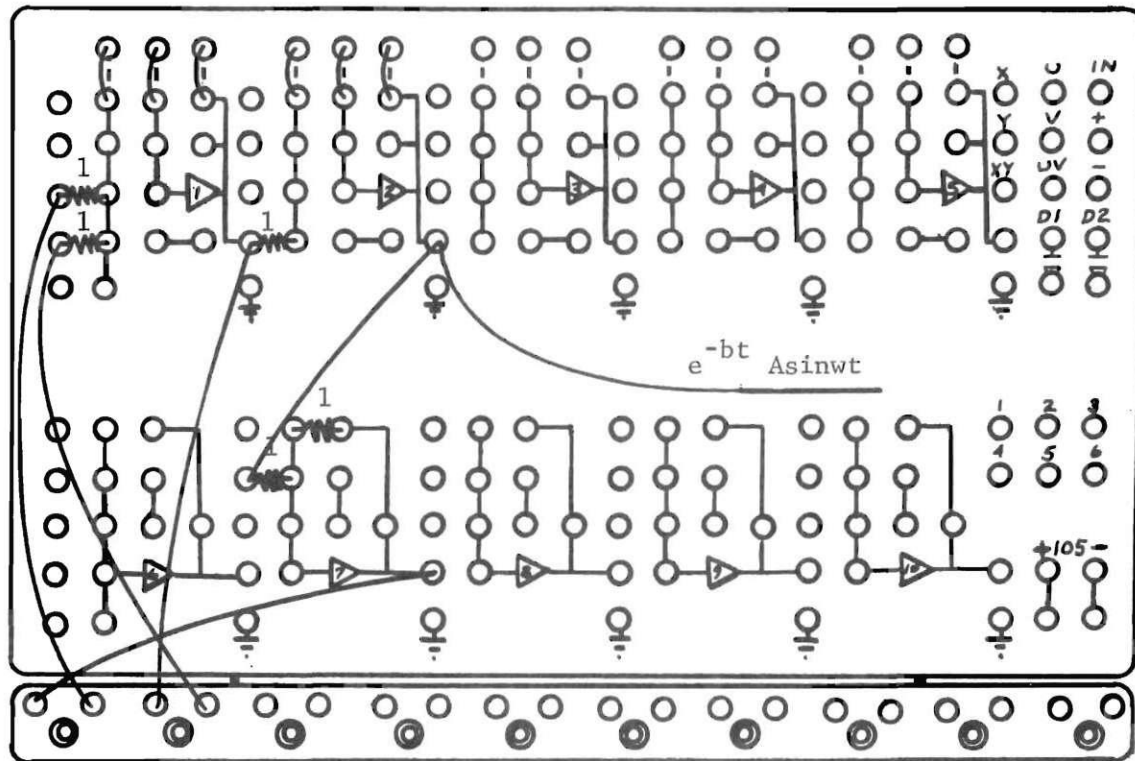 X U IN
Y V +
1
1 2 3 4 5
XY UV -
1 1
D1 D2
e^-bt Asinwt
1
1 2 3
1
4 5 6
+105-
6 7 8 9 10